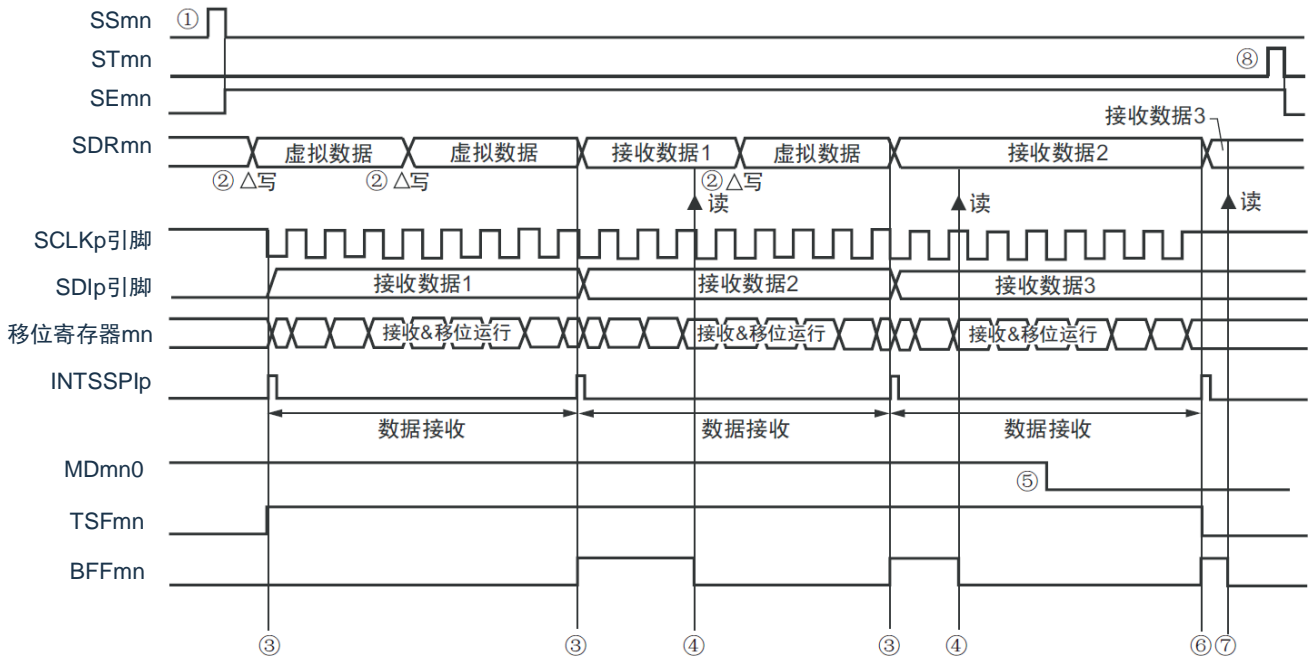 SSmn ①
STmn ⑧
SEmn
接收数据3
SDRmn 虚拟数据 虚拟数据 接收数据1 虚拟数据 接收数据2
② △写 ② △写 ② △写
▲读 ▲读 ▲读
SCLKp引脚
SDIp引脚 接收数据1 接收数据2 接收数据3
移位寄存器mn 接收&移位运行 接收&移位运行 接收&移位运行
INTSSPIp
数据接收 数据接收 数据接收
MDmn0 ⑤
TSFmn
BFFmn
③ ③ ④ ③ ④ ⑥ ⑦